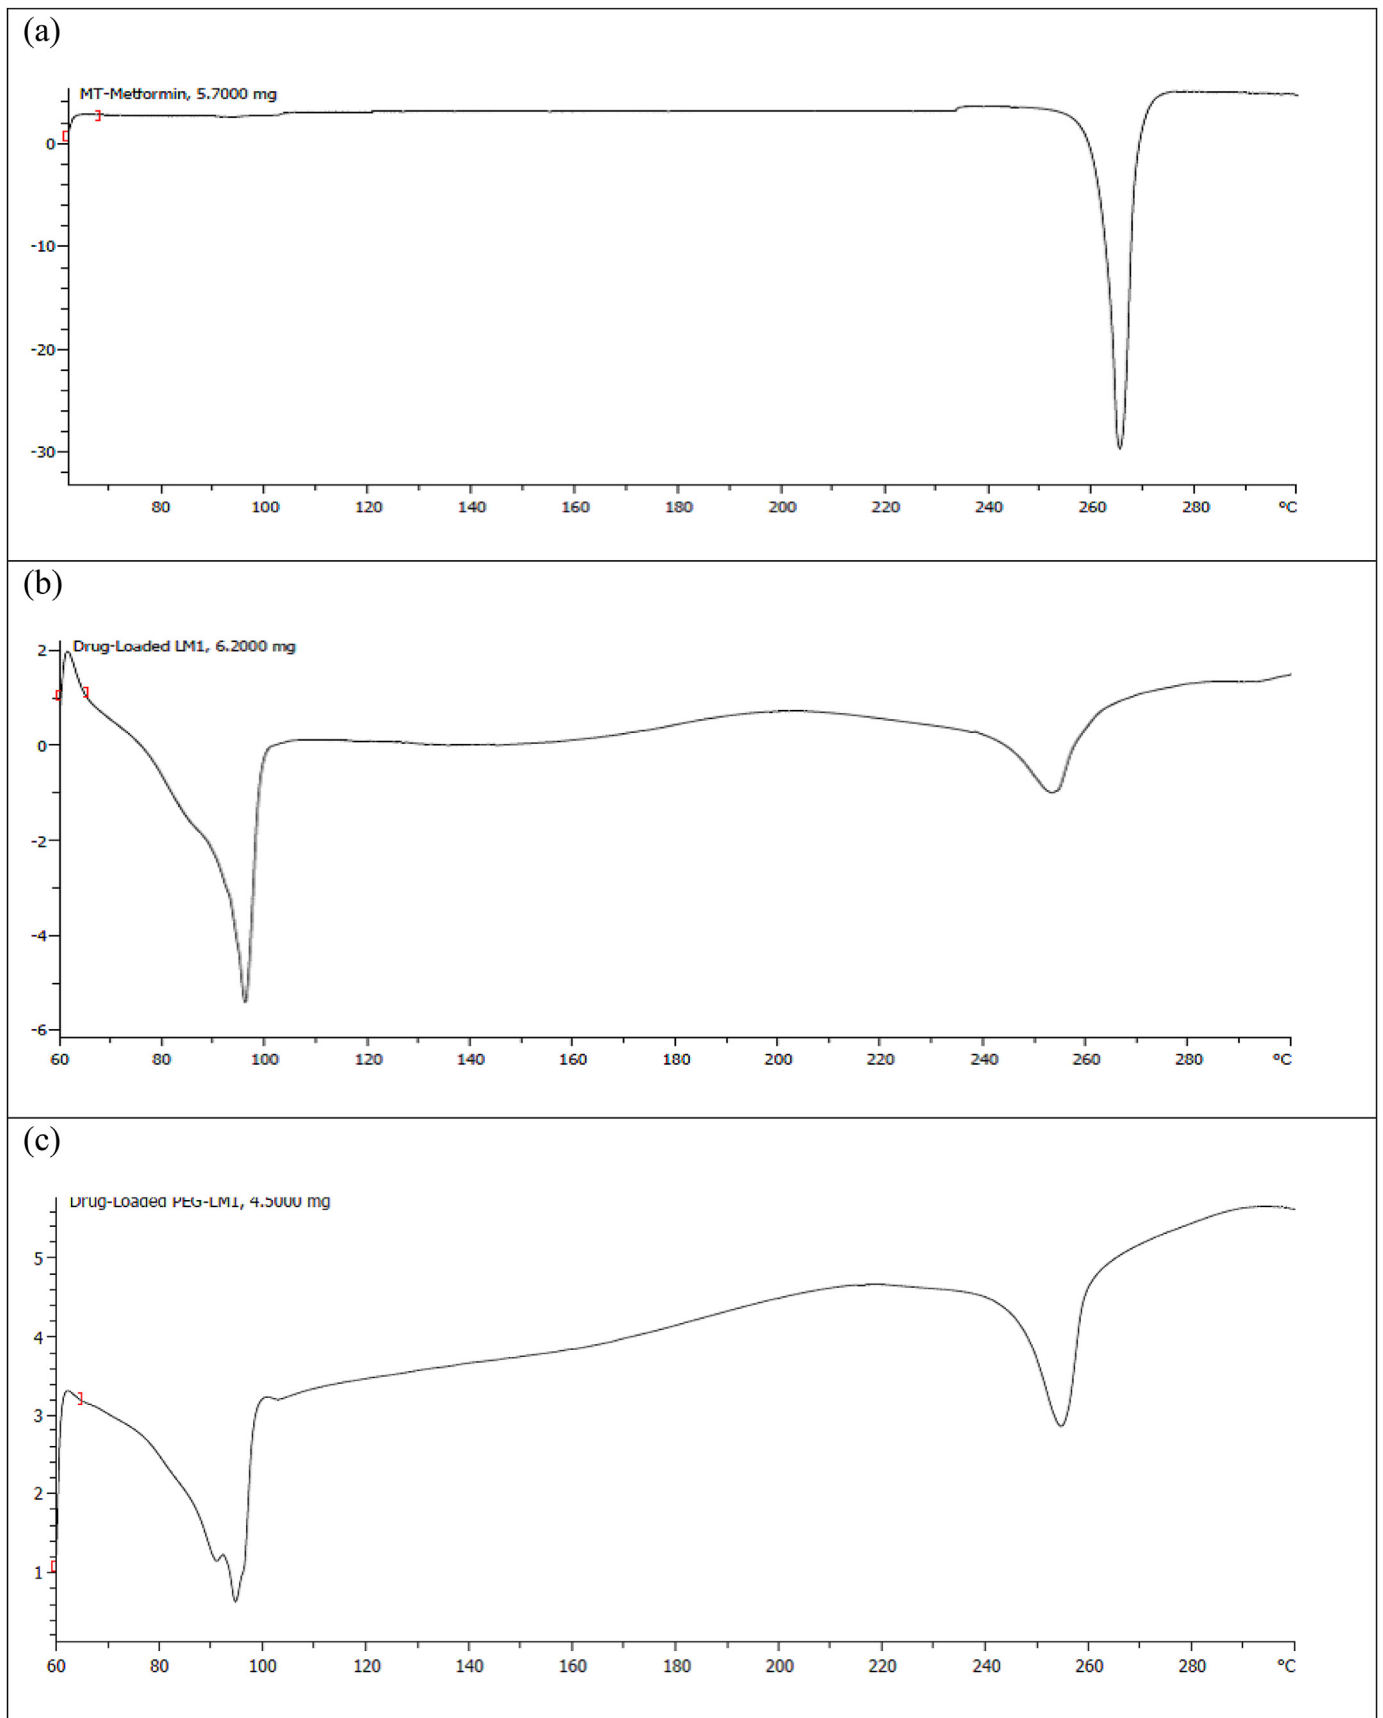 (a)
MT-Metformin, 5.7000 mg
0
-10
-20
-30
80 100 120 140 160 180 200 220 240 260 280 °C
(b)
Drug-Loaded LM1, 6.2000 mg
2
0
-2
-4
-6
60 80 100 120 140 160 180 200 220 240 260 280 °C
(c)
Drug-Loaded PEG-LM1, 4.5000 mg
5
4
3
2
1
60 80 100 120 140 160 180 200 220 240 260 280 °C